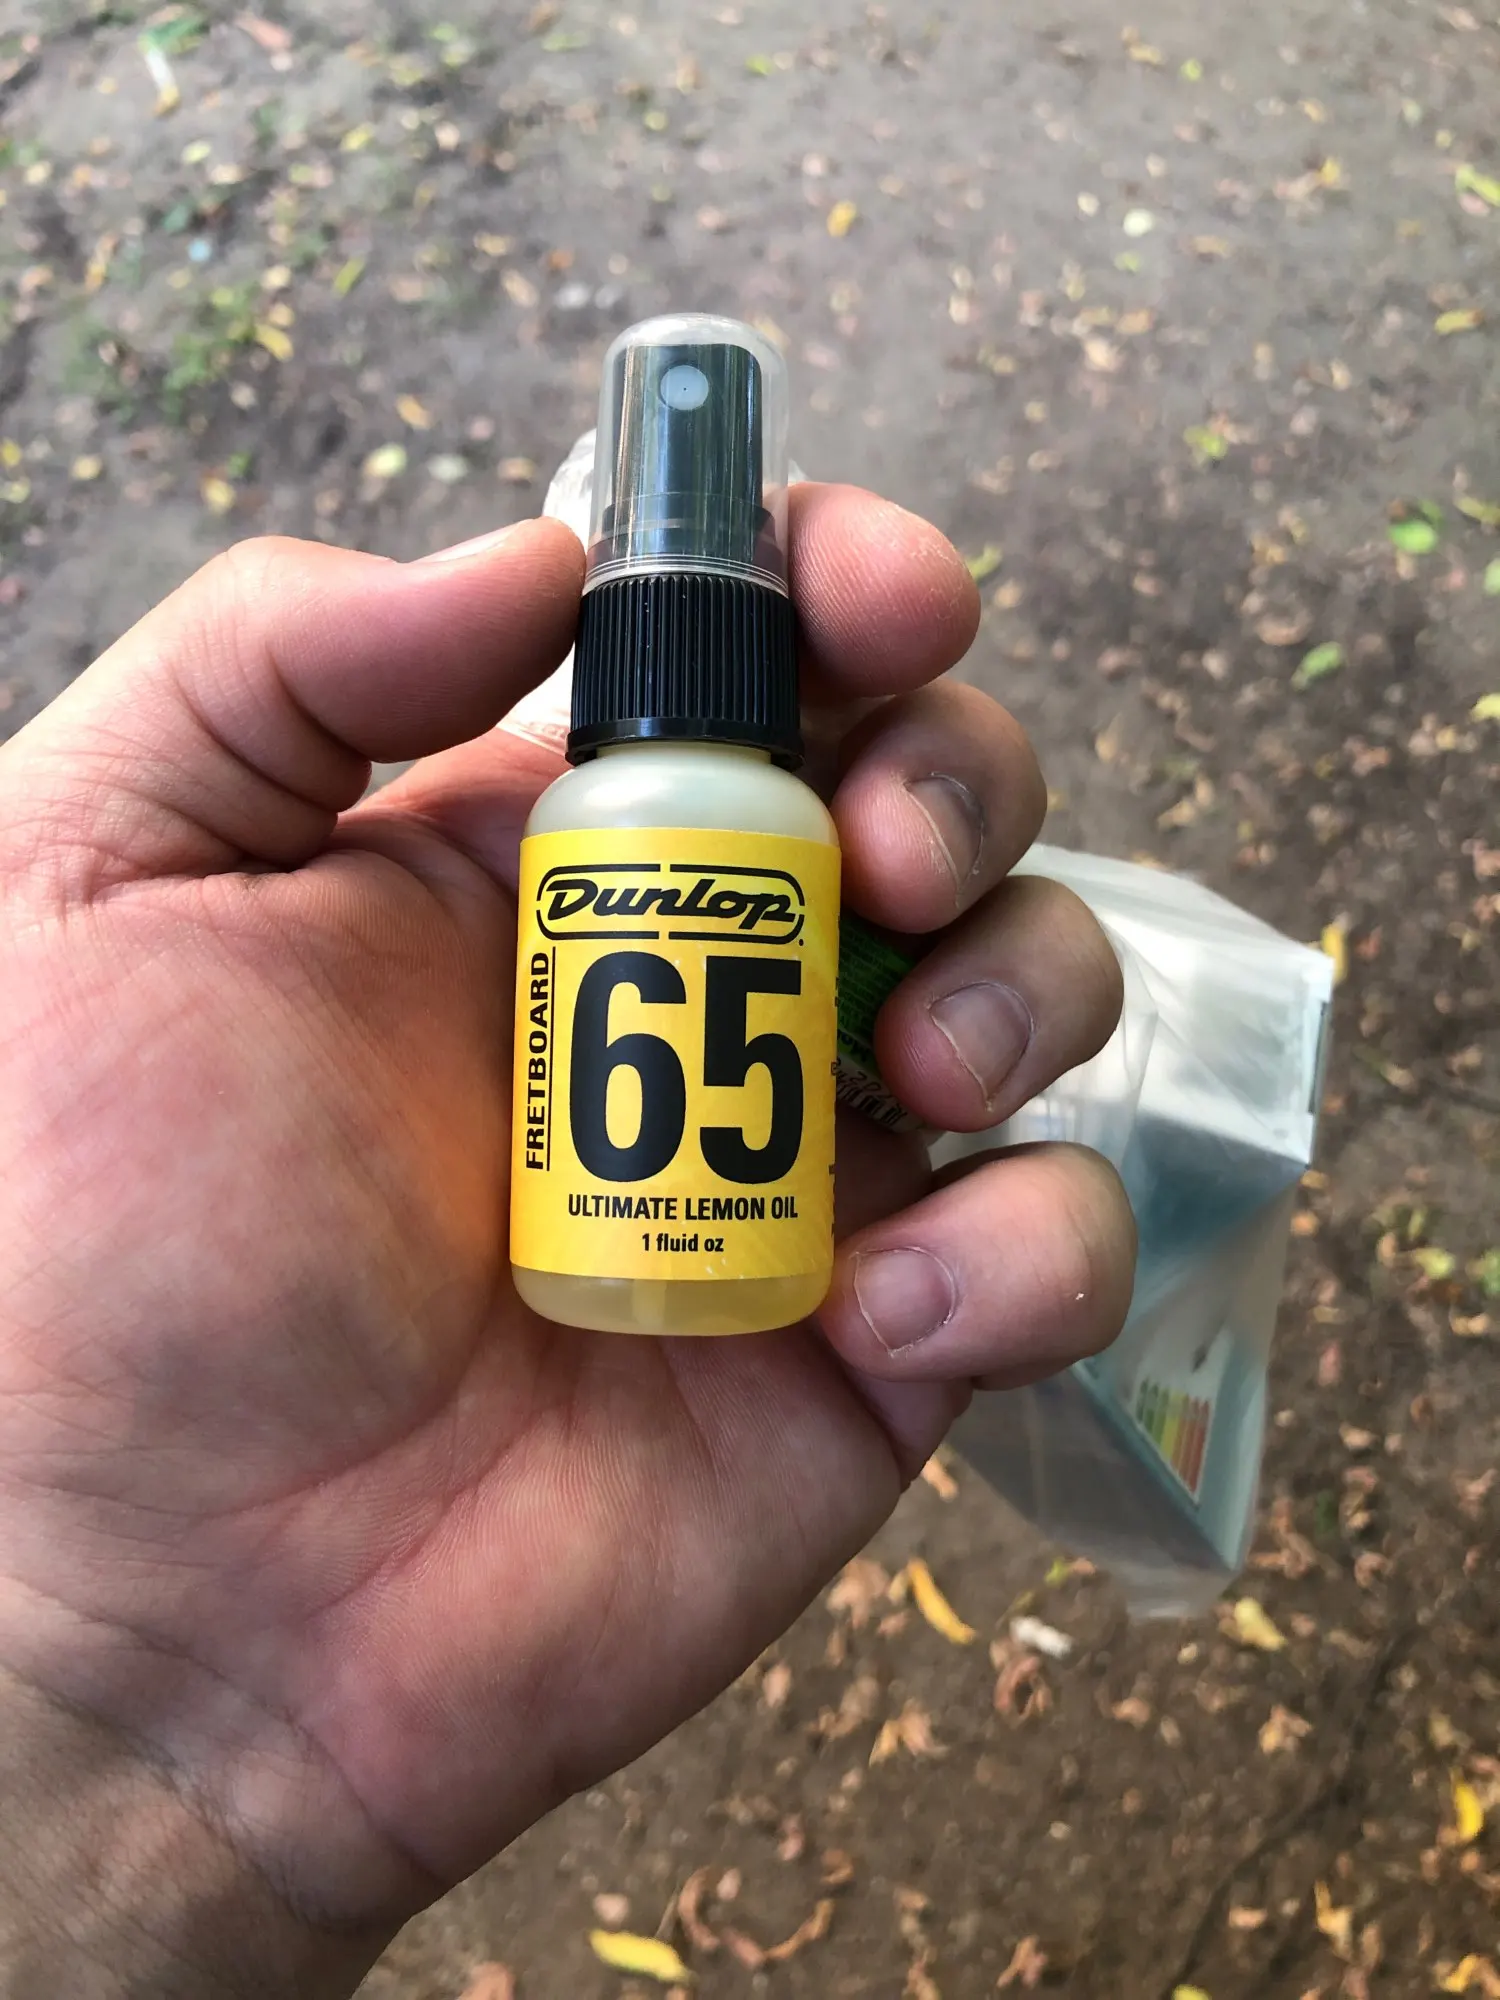 Dunlop.
FRETBOARD
65
ULTIMATE LEMON OIL
1 fluid oz